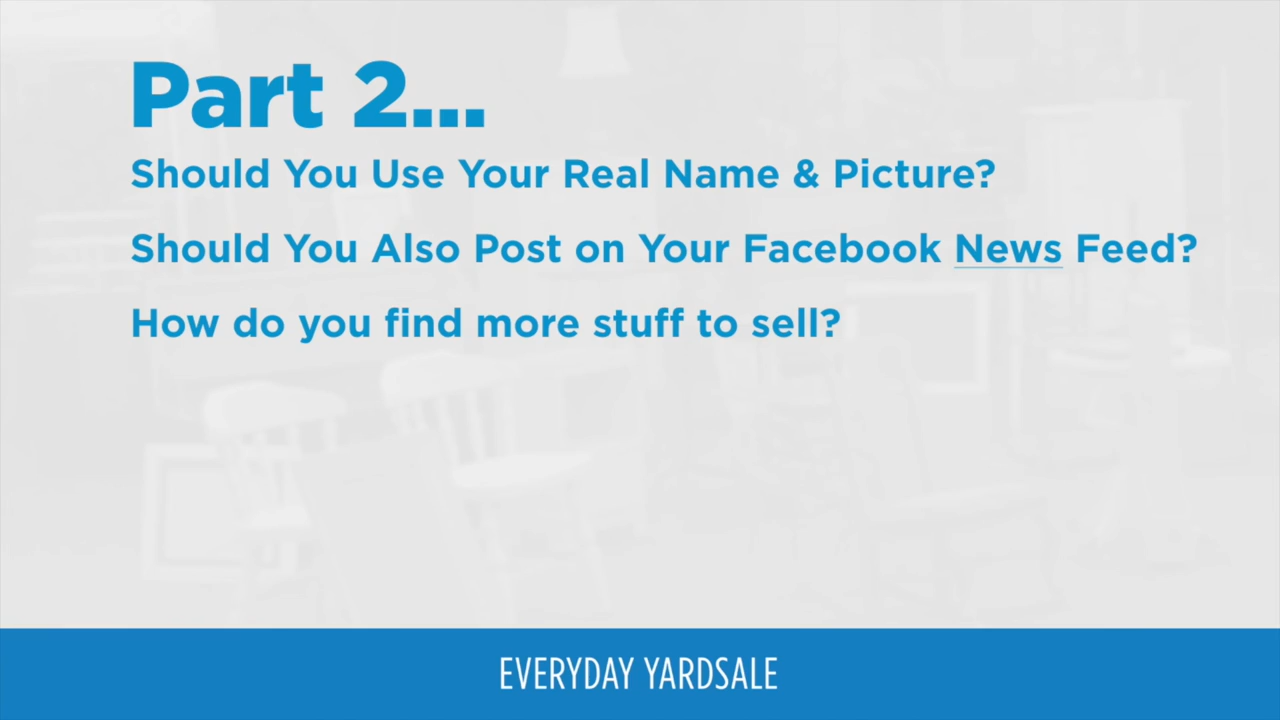 Part 2...
Should You Use Your Real Name & Picture?
Should You Also Post on Your Facebook News Feed?
How do you find more stuff to sell?
EVERYDAY YARDSALE